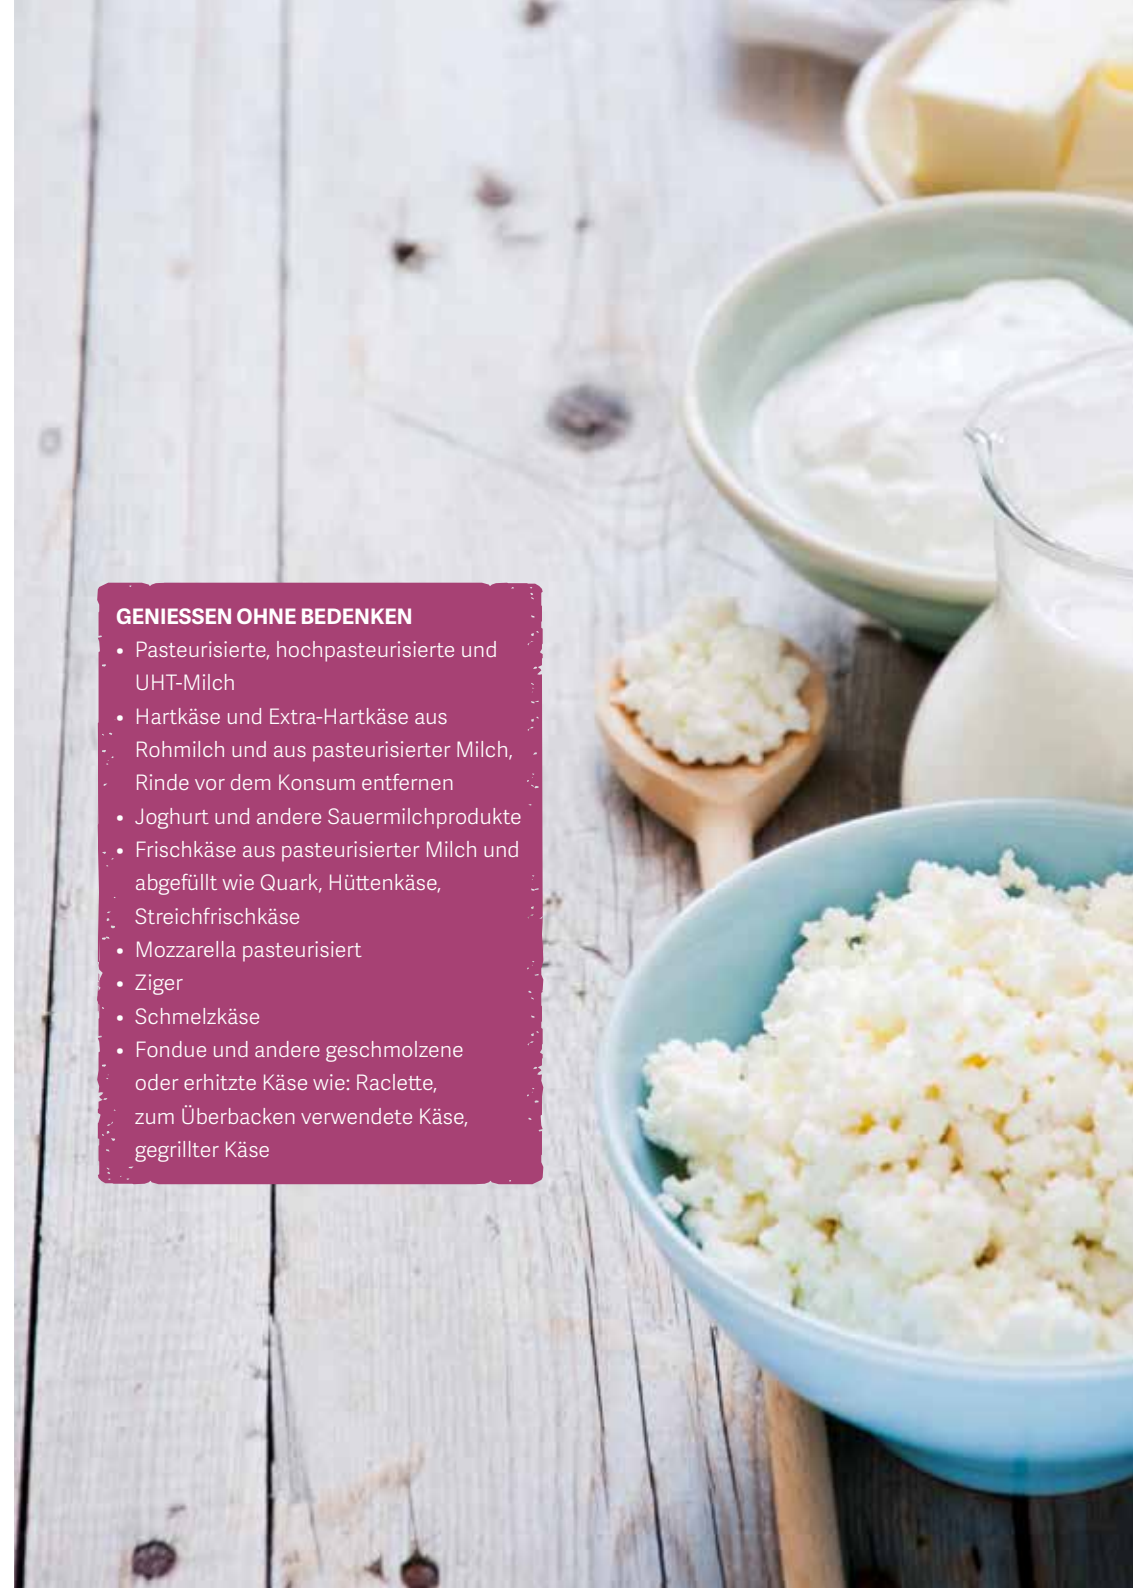 GENIESSEN OHNE BEDENKEN
• Pasteurisierte, hochpasteurisierte und
UHT-Milch
• Hartkäse und Extra-Hartkäse aus
Rohmilch und aus pasteurisierter Milch,
Rinde vor dem Konsum entfernen
• Joghurt und andere Sauermilchprodukte
• Frischkäse aus pasteurisierter Milch und
abgefüllt wie Quark, Hüttenkäse,
Streichfrischkäse
• Mozzarella pasteurisiert
• Ziger
• Schmelzkäse
• Fondue und andere geschmolzene
oder erhitzte Käse wie: Raclette,
zum Überbacken verwendete Käse,
gegrillter Käse